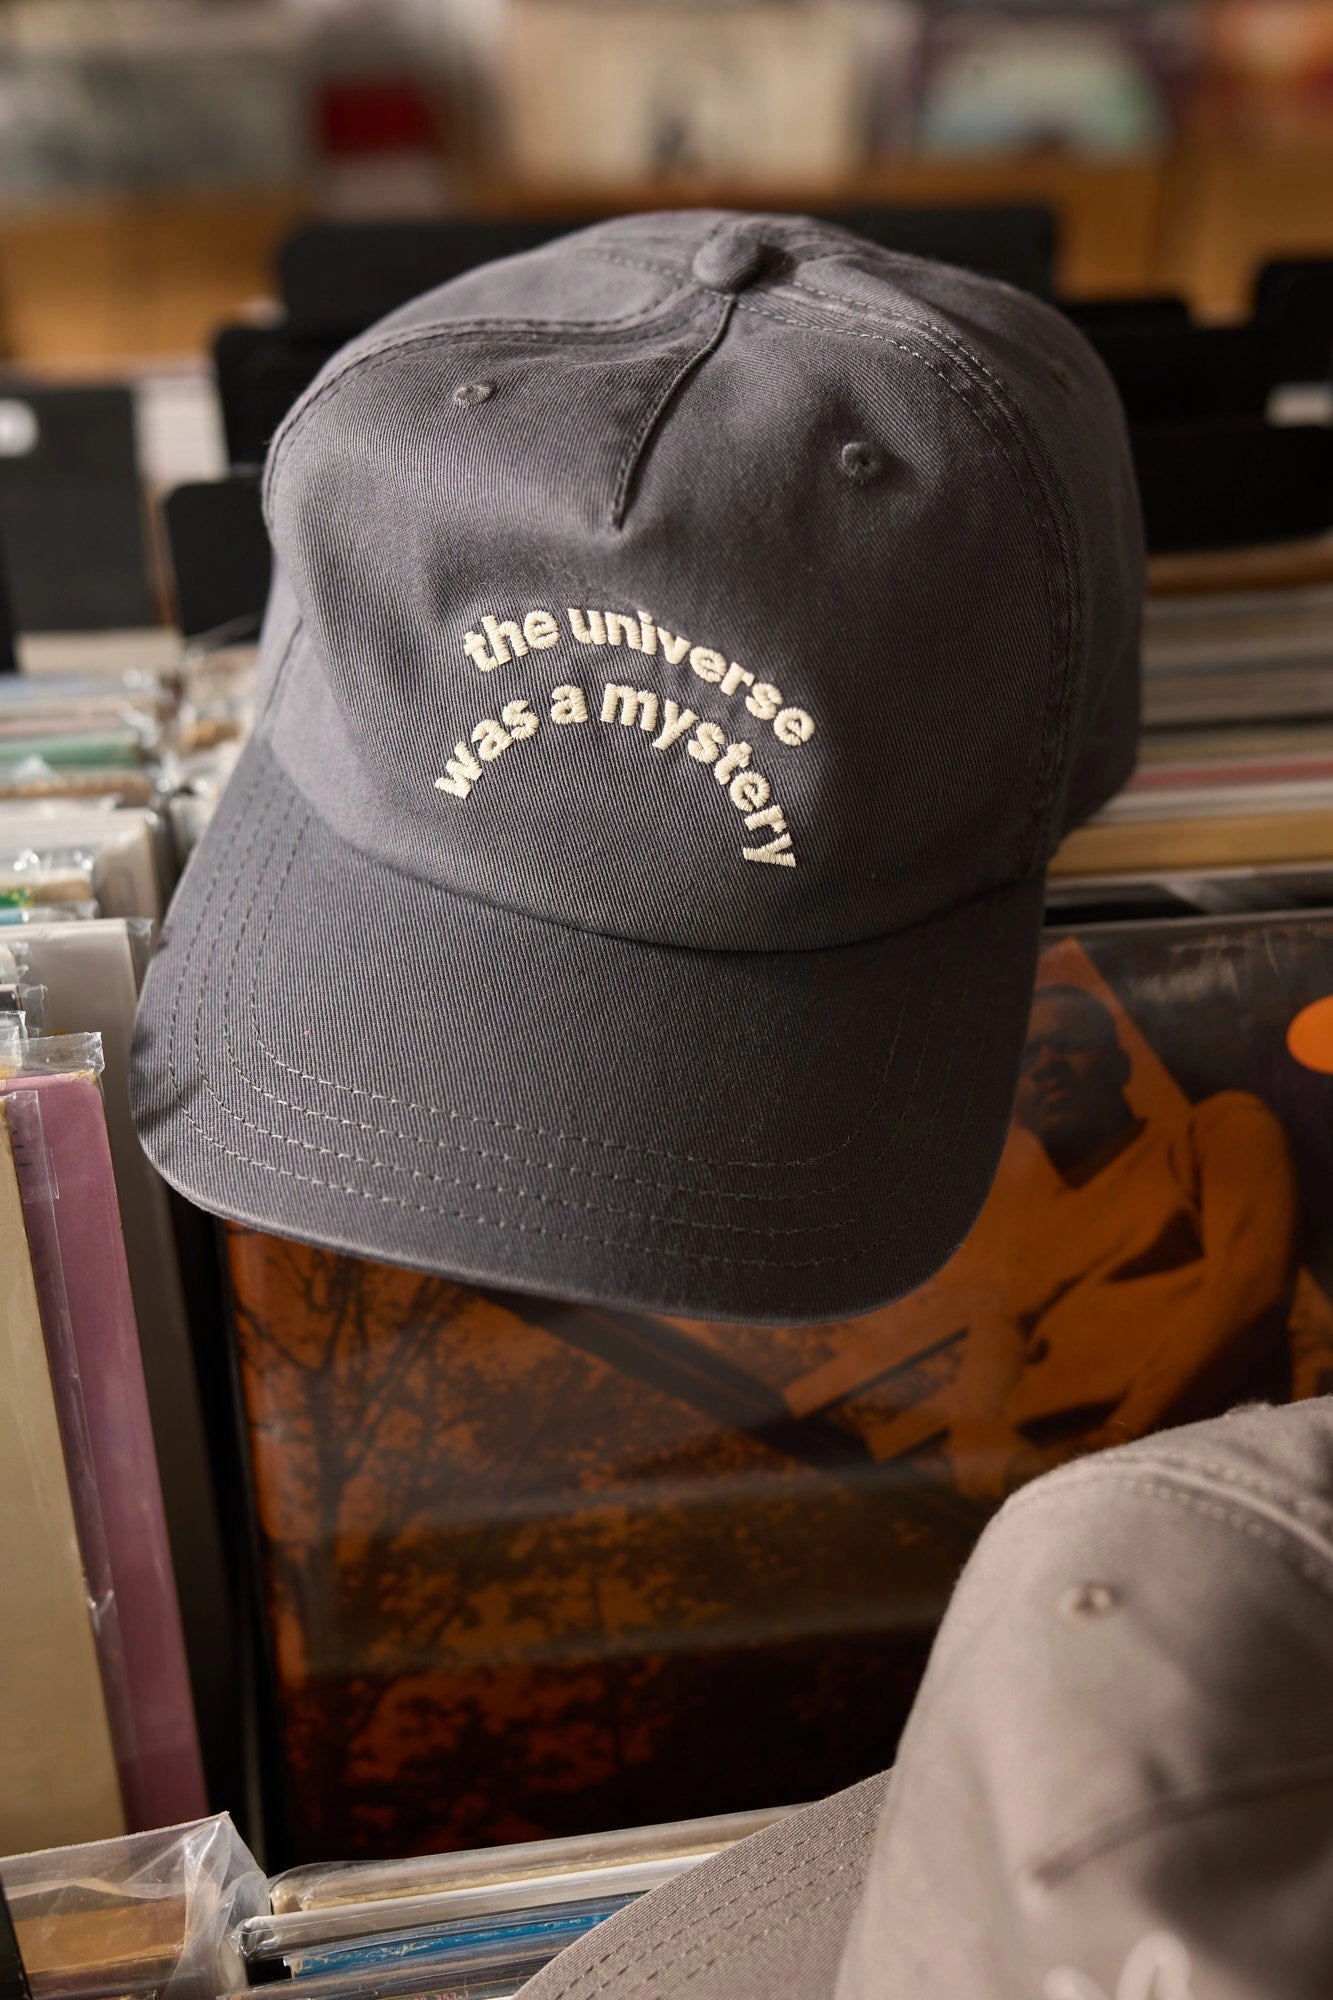 the universe
was a mystery